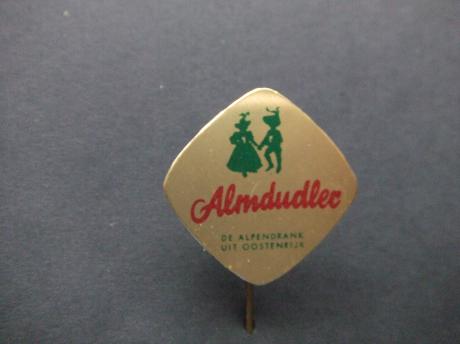 Almdudler
DE ALPENDRANK
UIT OOSTENRIJK